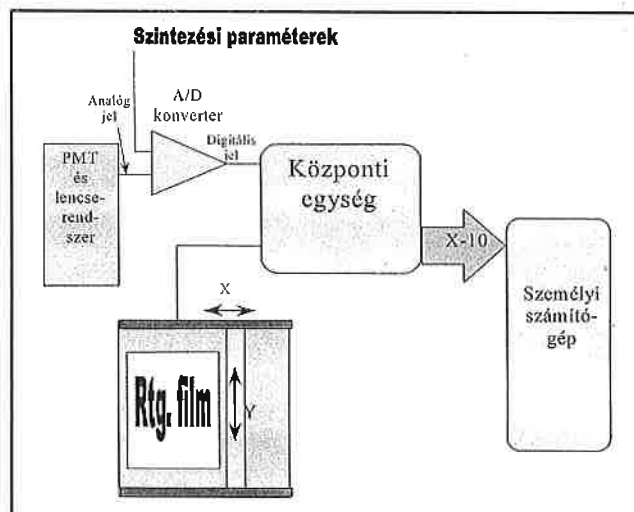 Szintezési paraméterek
Analóg
jel
A/D
konverter
Digitális
jel
PMT
és
lencse-
rend-
szer
Központi
egység
X-10
Személyi
számító-
gép
X
Rtg. film
Y